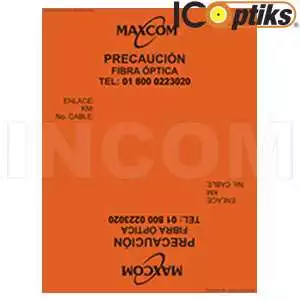 ICOptiks
MAXCOM
PRECAUCIÓN
FIBRA ÓPTICA
TEL: 01 800 0223020
ENLACE:
KM:
No. CABLE:
INCOM
No. CABLE:
KM:
ENLACE:
TEL: 01 800 0223020
FIBRA ÓPTICA
PRECAUCIÓN
MAXCOM